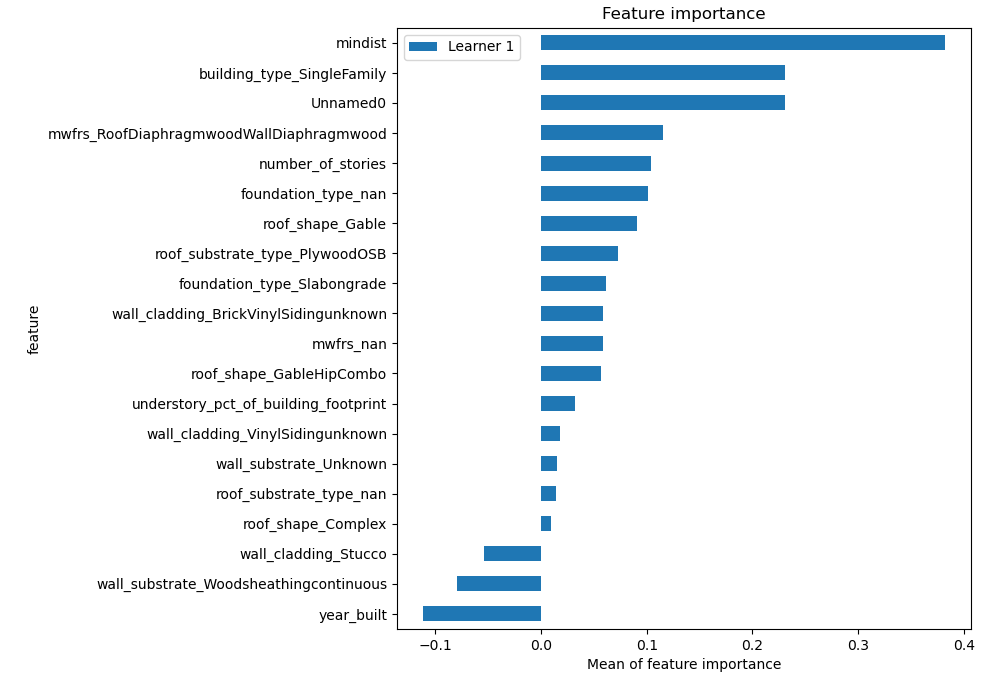 Feature importance
Learner 1
mindist
building_type_SingleFamily
Unnamed0
mwfrs_RoofDiaphragmwoodWallDiaphragmwood
number_of_stories
foundation_type_nan
roof_shape_Gable
roof_substrate_type_PlywoodOSB
foundation_type_Slabongrade
wall_cladding_BrickVinylSidingunknown
mwfrs_nan
roof_shape_GableHipCombo
understory_pct_of_building_footprint
wall_cladding_VinylSidingunknown
wall_substrate_Unknown
roof_substrate_type_nan
roof_shape_Complex
wall_cladding_Stucco
wall_substrate_Woodsheathingcontinuous
year_built
feature
−0.1 0.0 0.1 0.2 0.3 0.4
Mean of feature importance